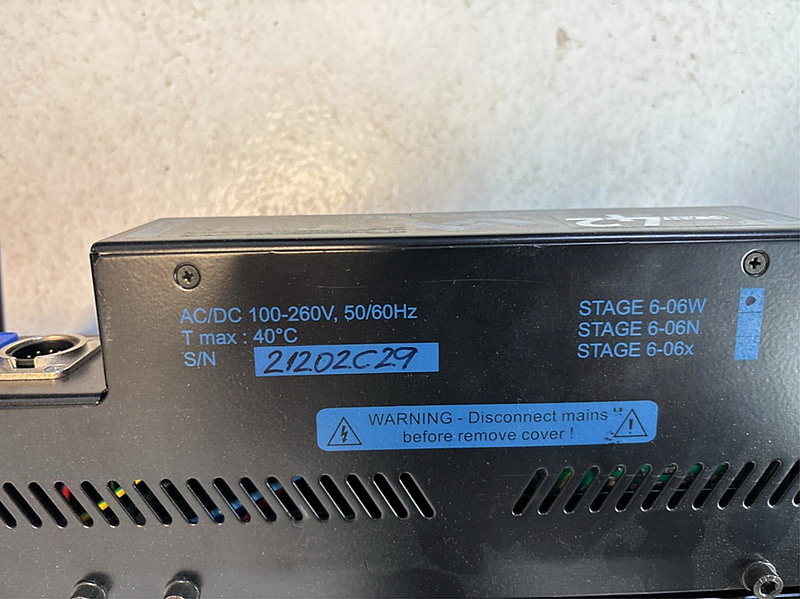 AC/DC 100-260V, 50/60Hz
T max : 40°C
S/N 21202C29
STAGE 6-06W
STAGE 6-06N
STAGE 6-06x
WARNING - Disconnect mains
before remove cover !